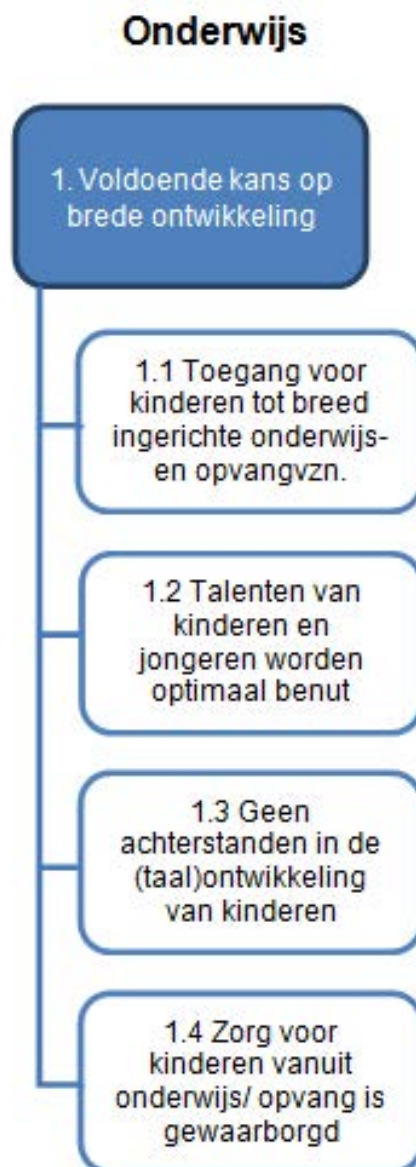 Onderwijs
1. Voldoende kans op
brede ontwikkeling
1.1 Toegang voor
kinderen tot breed
ingerichte onderwijs-
en opvangvzn.
1.2 Talenten van
kinderen en
jongeren worden
optimaal benut
1.3 Geen
achterstanden in de
(taal)ontwikkeling
van kinderen
1.4 Zorg voor
kinderen vanuit
onderwijs/ opvang is
gewaarborgd